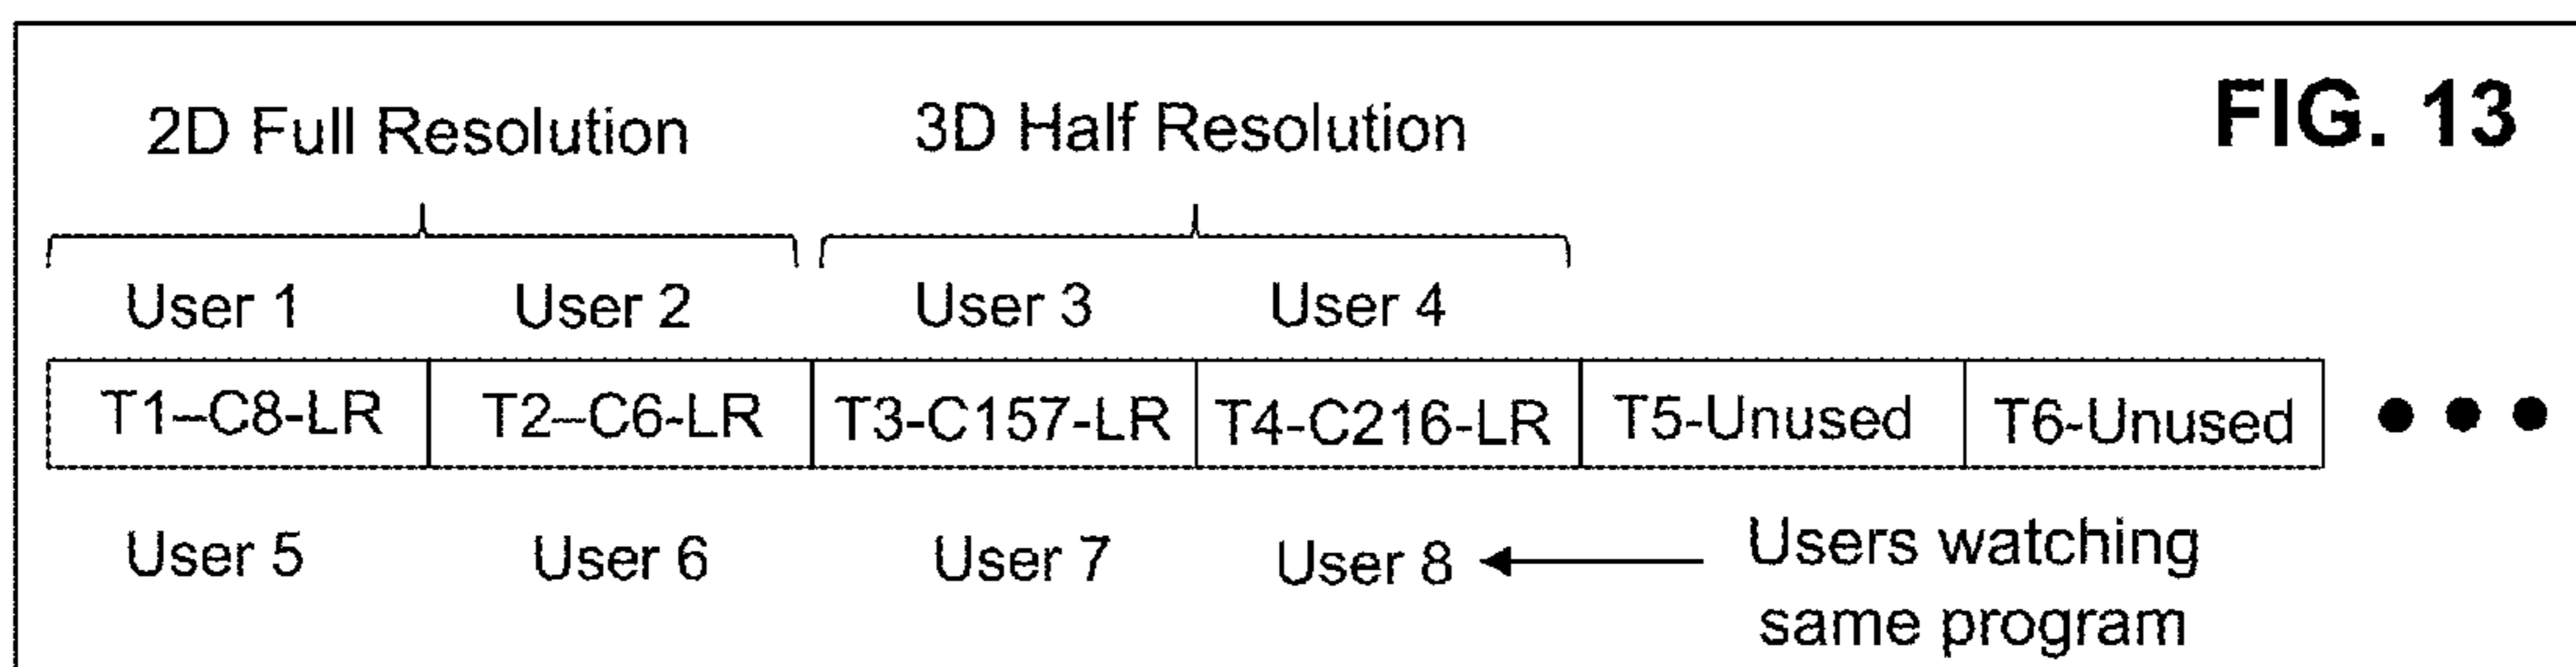 FIG. 13
2D Full Resolution 3D Half Resolution
User 1 User 2 User 3 User 4
T1–C8-LR T2–C6-LR T3-C157-LR T4-C216-LR T5-Unused T6-Unused
User 5 User 6 User 7 User 8 Users watching
same program